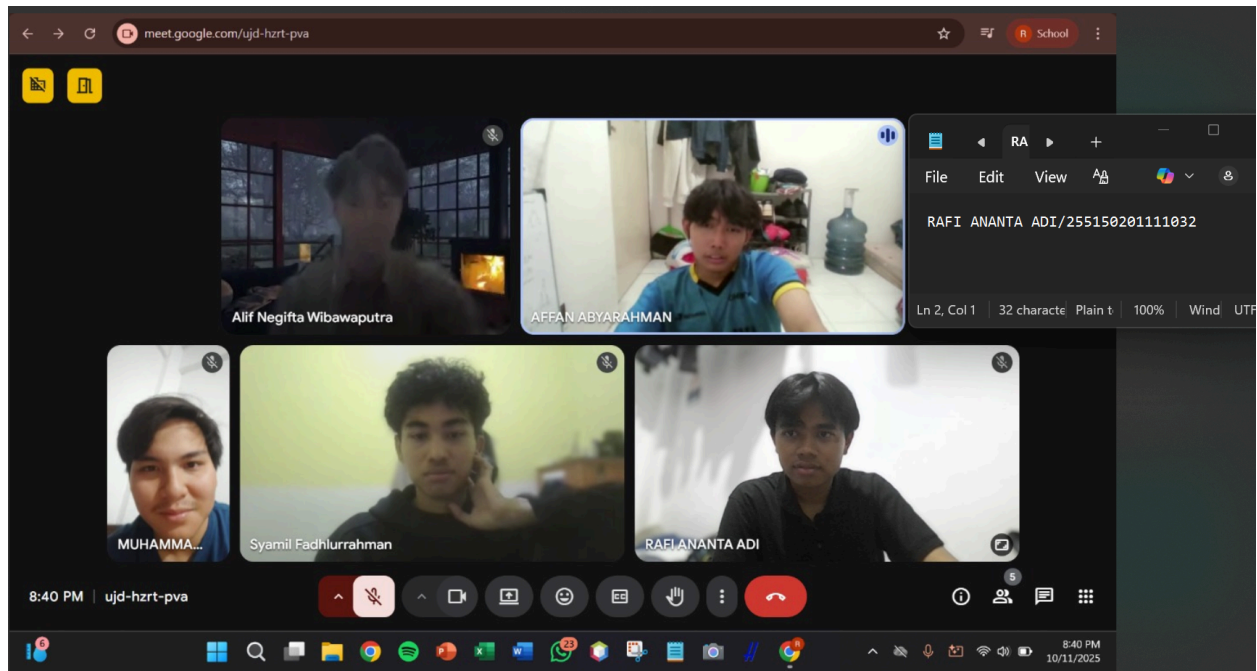 meet.google.com/ujd-hzrt-pva
R School
RA
File Edit View
RAFI ANANTA ADI/255150201111032
Ln 2, Col 1 32 characte Plain t 100% Wind UTF
Alif Negifta Wibawaputra
AFFAN ABYARAHMAN
MUHAMMA...
Syamil Fadhlurrahman
RAFI ANANTA ADI
8:40 PM ujd-hzrt-pva
CC
5
6
23
R
8:40 PM
10/11/2025